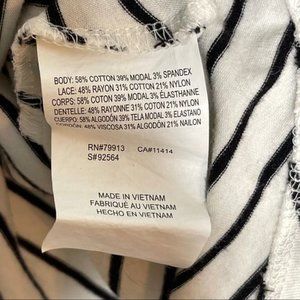 BODY: 58% COTTON 39% MODAL 3% SPANDEX
LACE: 48% RAYON 31% COTTON 21% NYLON
CORPS: 58% COTON 39% MODAL 3% ÉLASTHANNE
DENTELLE: 48% RAYONNE 31% COTON 21% NYLON
CUERPO: 58% ALGODÓN 39% TELA MODAL 3% ELASTANO
CORDÓN: 48% VISCOSA 31% ALGODÓN 21% NAILON
RN#79913 CA#11414
S#92564
MADE IN VIETNAM
FABRIQUÉ AU VIETNAM
HECHO EN VIETNAM